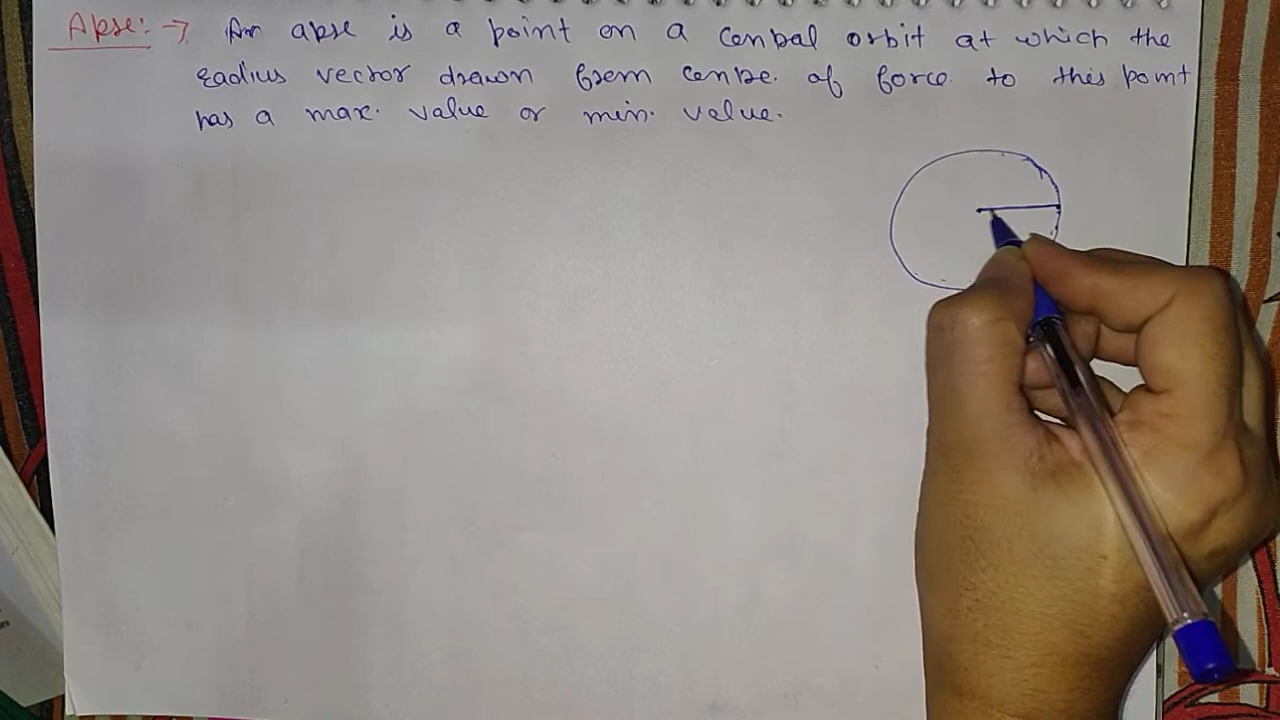 Apse:→ An apse is a point on a central orbit at which the
radius vector drawn from centre of force to this point
has a max. value or min. value.